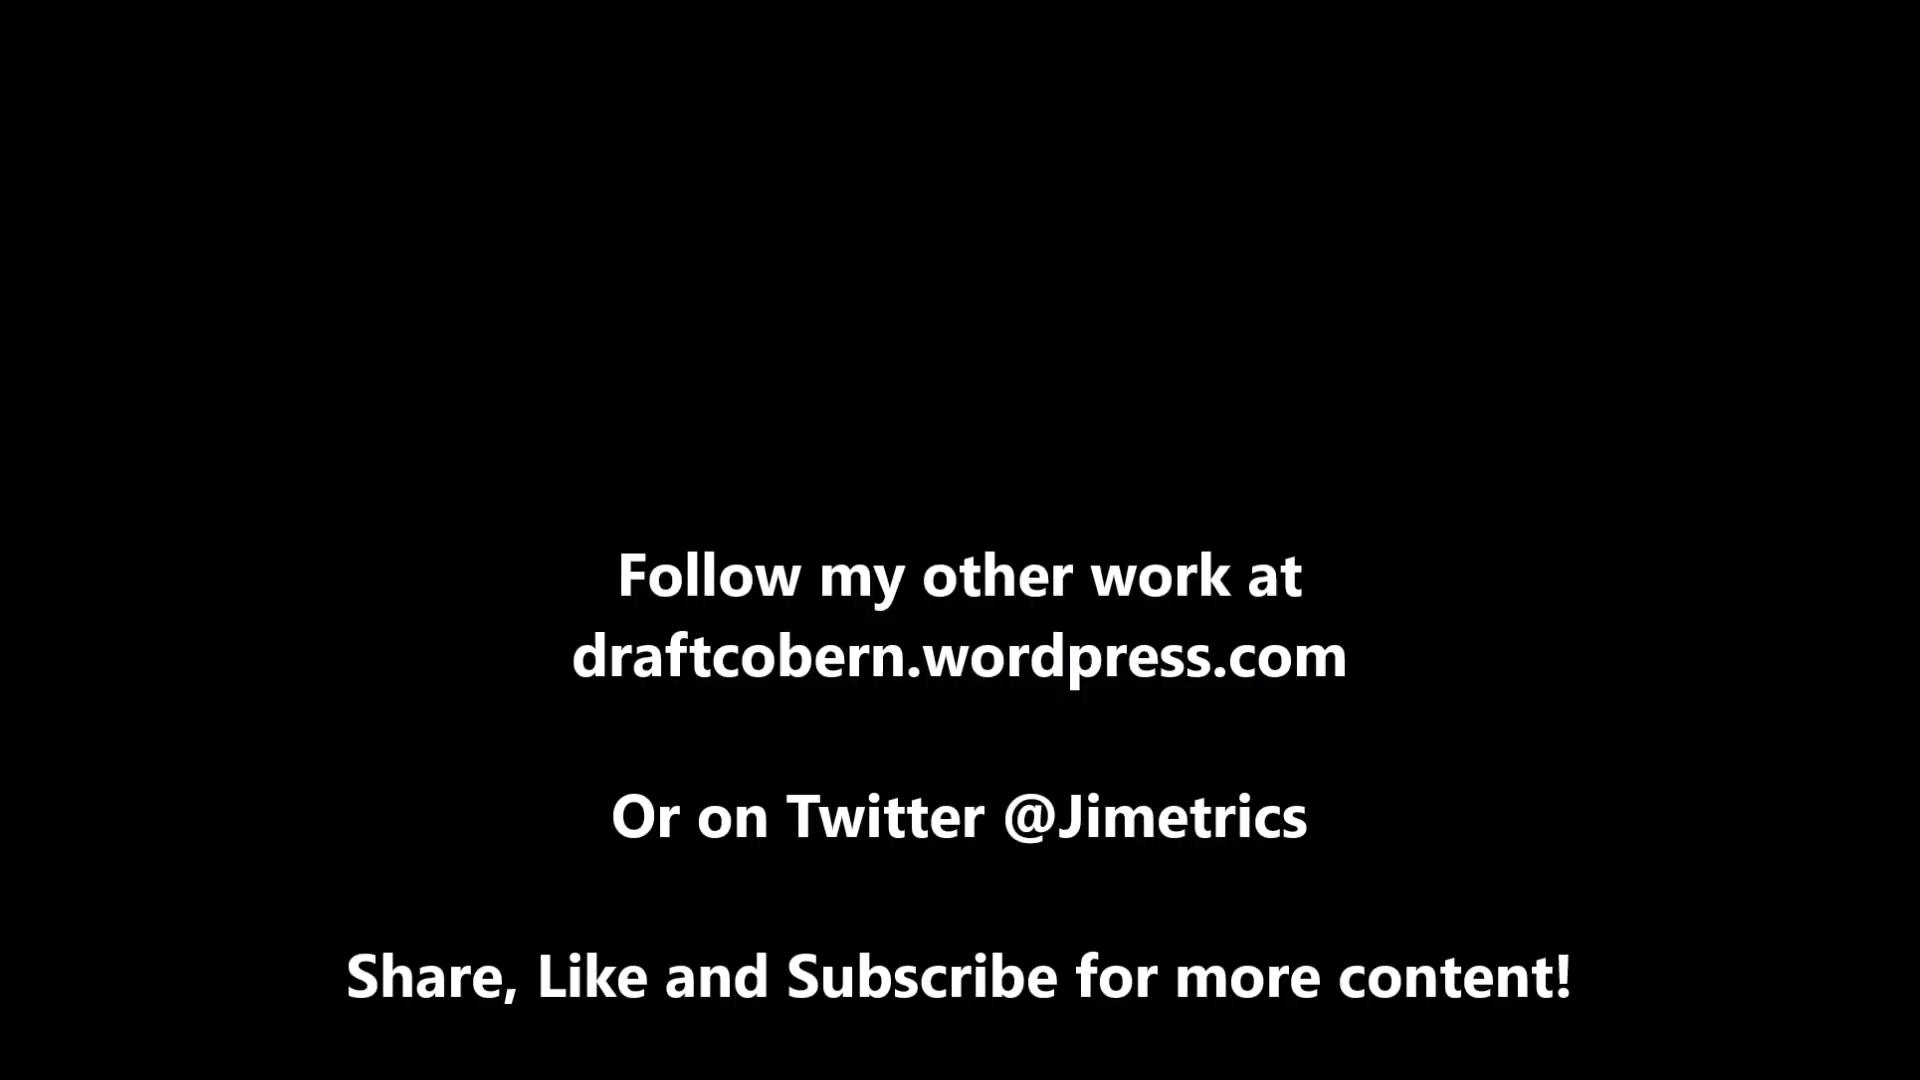 Follow my other work at
draftcobern.wordpress.com
Or on Twitter @Jimetrics
Share, Like and Subscribe for more content!